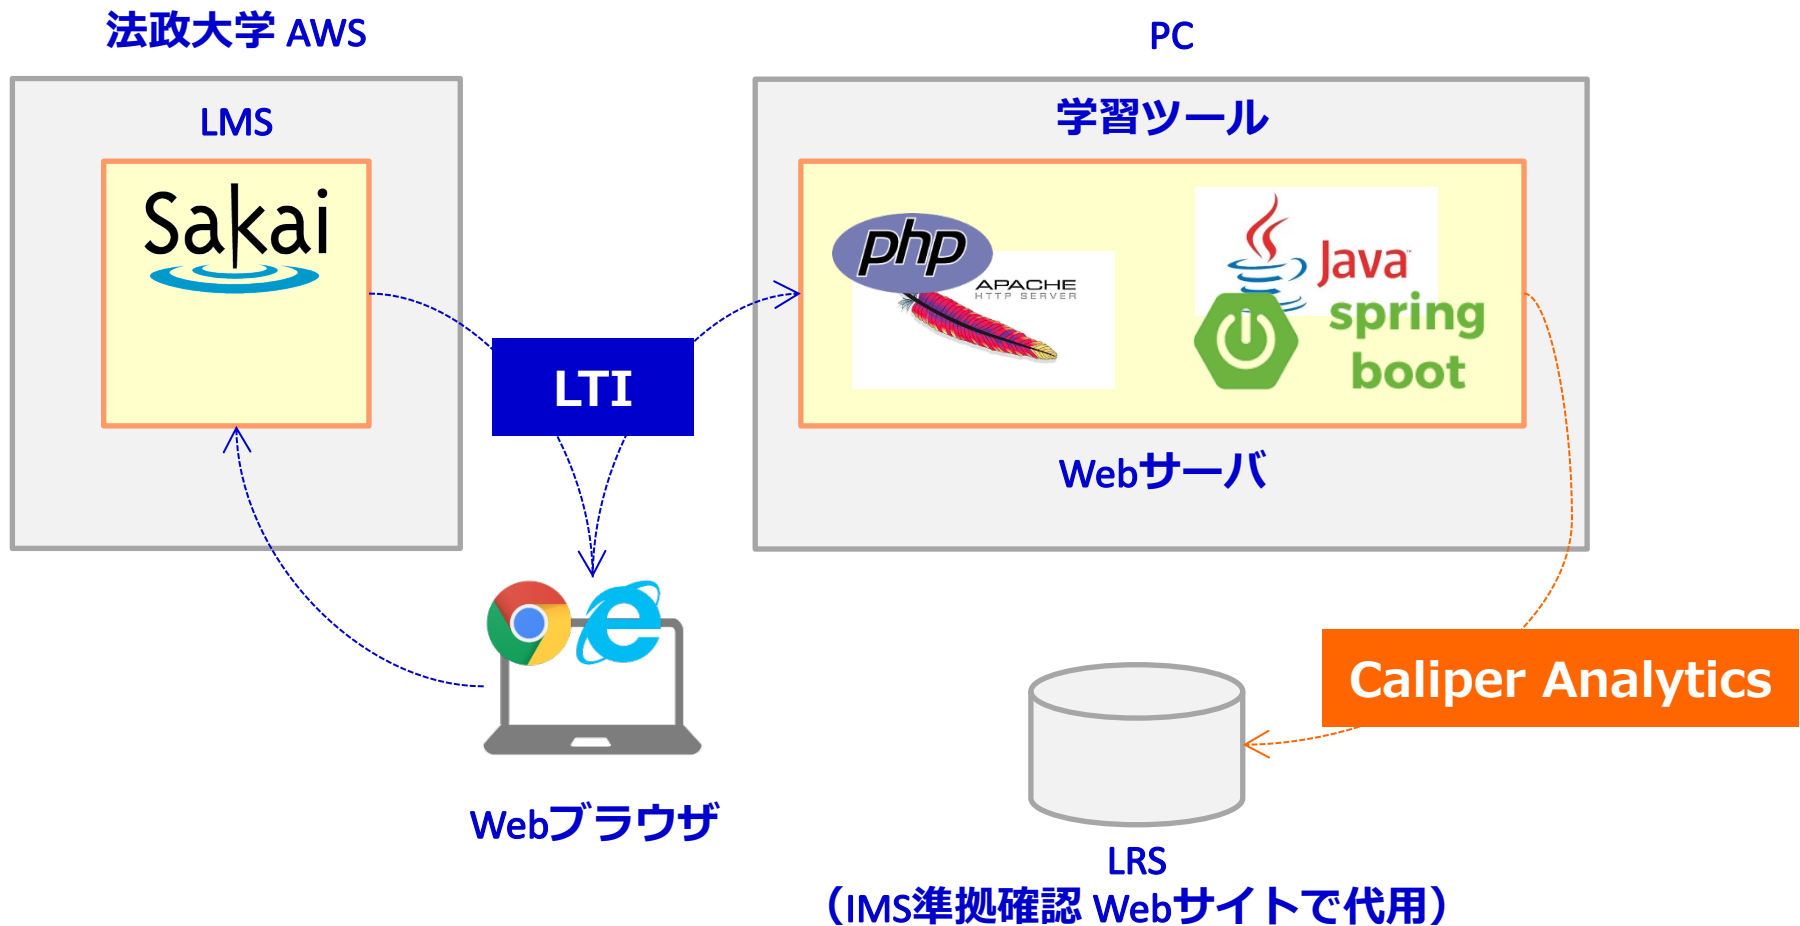 法政大学 AWS
PC
LMS
学習ツール
Sakai
php
APACHE
HTTP SERVER
Java™
spring
boot
LTI
Webサーバ
Caliper Analytics
Webブラウザ
LRS
（IMS準拠確認 Webサイトで代用）